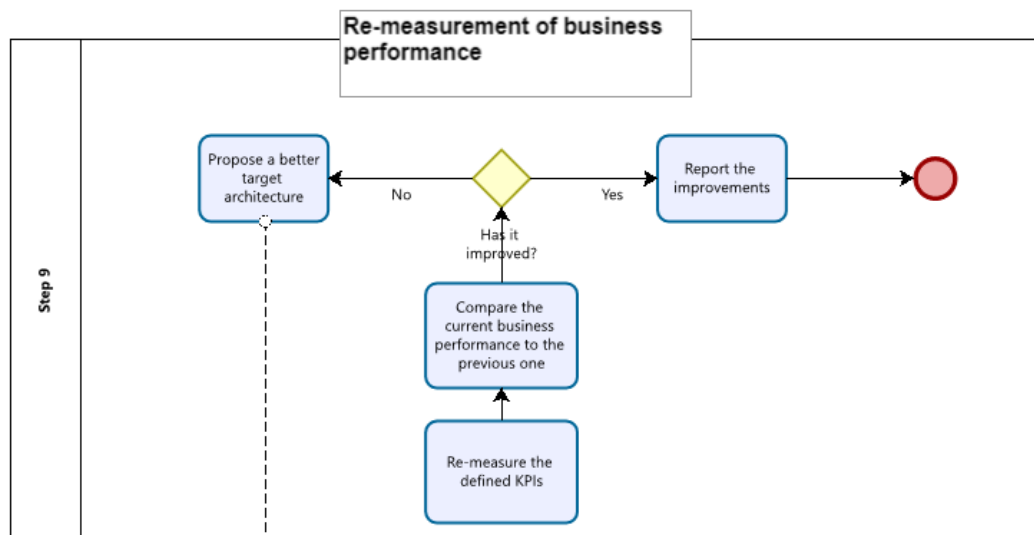 Re-measurement of business
performance
Step 9
Propose a better
target
architecture
No
Yes
Report the
improvements
Has it
improved?
Compare the
current business
performance to the
previous one
Re-measure the
defined KPIs